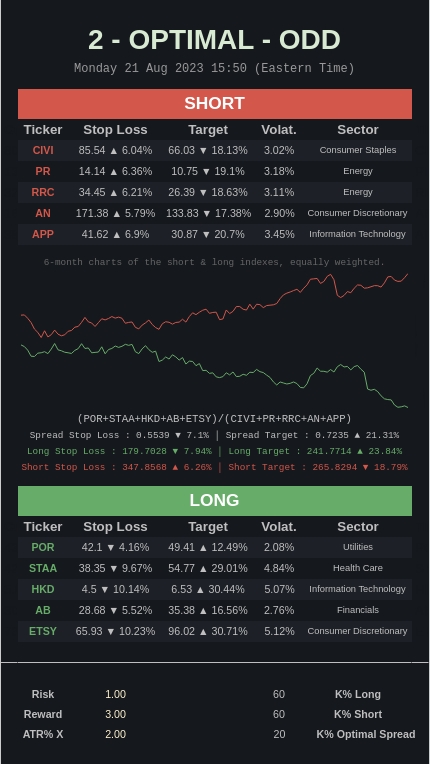 2 - OPTIMAL - ODD
Monday 21 Aug 2023 15:50 (Eastern Time)
SHORT
Ticker Stop Loss Target Volat. Sector
CIVI 85.54 ▲ 6.04% 66.03 ▼ 18.13% 3.02% Consumer Staples
PR 14.14 ▲ 6.36% 10.75 ▼ 19.1% 3.18% Energy
RRC 34.45 ▲ 6.21% 26.39 ▼ 18.63% 3.11% Energy
AN 171.38 ▲ 5.79% 133.83 ▼ 17.38% 2.90% Consumer Discretionary
APP 41.62 ▲ 6.9% 30.87 ▼ 20.7% 3.45% Information Technology
6-month charts of the short & long indexes, equally weighted.
(POR+STAA+HKD+AB+ETSY)/(CIVI+PR+RRC+AN+APP)
Spread Stop Loss : 0.5539 ▼ 7.1% | Spread Target : 0.7235 ▲ 21.31%
Long Stop Loss : 179.7028 ▼ 7.94% | Long Target : 241.7714 ▲ 23.84%
Short Stop Loss : 347.8568 ▲ 6.26% | Short Target : 265.8294 ▼ 18.79%
LONG
Ticker Stop Loss Target Volat. Sector
POR 42.1 ▼ 4.16% 49.41 ▲ 12.49% 2.08% Utilities
STAA 38.35 ▼ 9.67% 54.77 ▲ 29.01% 4.84% Health Care
HKD 4.5 ▼ 10.14% 6.53 ▲ 30.44% 5.07% Information Technology
AB 28.68 ▼ 5.52% 35.38 ▲ 16.56% 2.76% Financials
ETSY 65.93 ▼ 10.23% 96.02 ▲ 30.71% 5.12% Consumer Discretionary
Risk 1.00 60 K% Long
Reward 3.00 60 K% Short
ATR% X 2.00 20 K% Optimal Spread